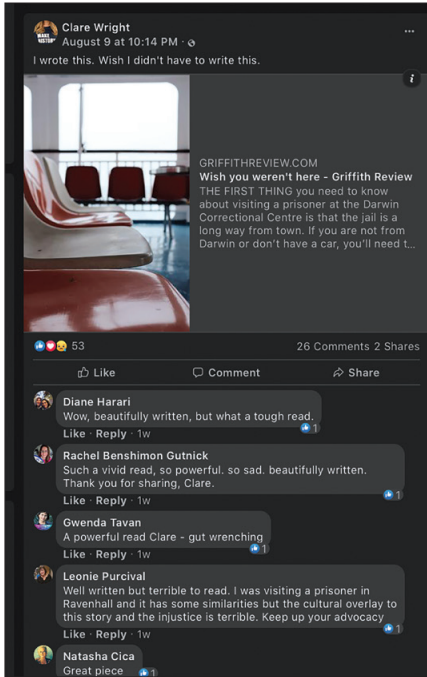 Clare Wright
August 9 at 10:14 PM ·
I wrote this. Wish I didn't have to write this.
GRIFFITHREVIEW.COM
Wish you weren't here - Griffith Review
THE FIRST THING you need to know
about visiting a prisoner at the Darwin
Correctional Centre is that the jail is a
long way from town. If you are not from
Darwin or don't have a car, you'll need t...
53
26 Comments 2 Shares
Like
Comment
Share
Diane Harari
Wow, beautifully written, but what a tough read.
1
Like · Reply · 1w
Rachel Benshimon Gutnick
Such a vivid read, so powerful. so sad. beautifully written.
Thank you for sharing, Clare.
1
Like · Reply · 1w
Gwenda Tavan
A powerful read Clare - gut wrenching
1
Like · Reply · 1w
Leonie Purcival
Well written but terrible to read. I was visiting a prisoner in
Ravenhall and it has some similarities but the cultural overlay to
this story and the injustice is terrible. Keep up your advocacy
1
Like · Reply · 1w
Natasha Cica
Great piece
1